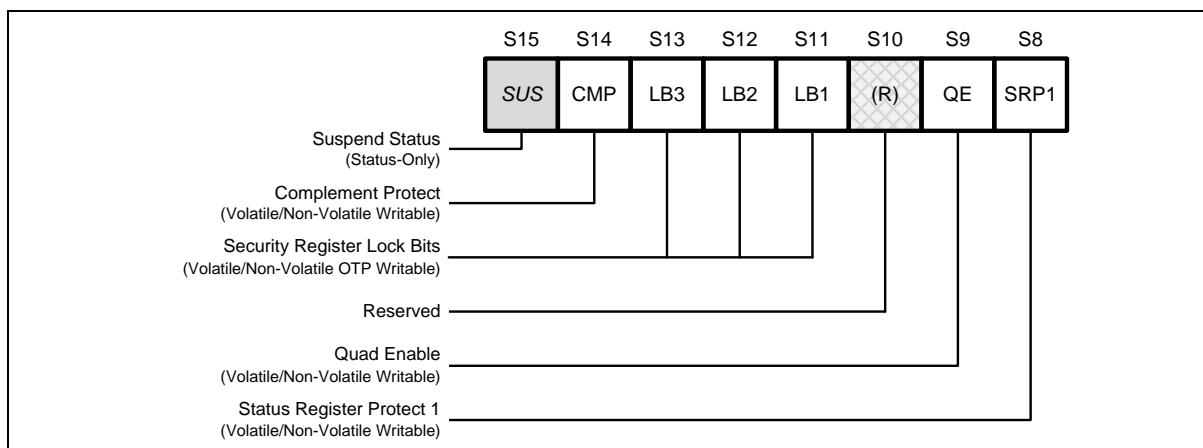 S15 S14 S13 S12 S11 S10 S9 S8
SUS CMP LB3 LB2 LB1 (R) QE SRP1
Suspend Status
(Status-Only)
Complement Protect
(Volatile/Non-Volatile Writable)
Security Register Lock Bits
(Volatile/Non-Volatile OTP Writable)
Reserved
Quad Enable
(Volatile/Non-Volatile Writable)
Status Register Protect 1
(Volatile/Non-Volatile Writable)